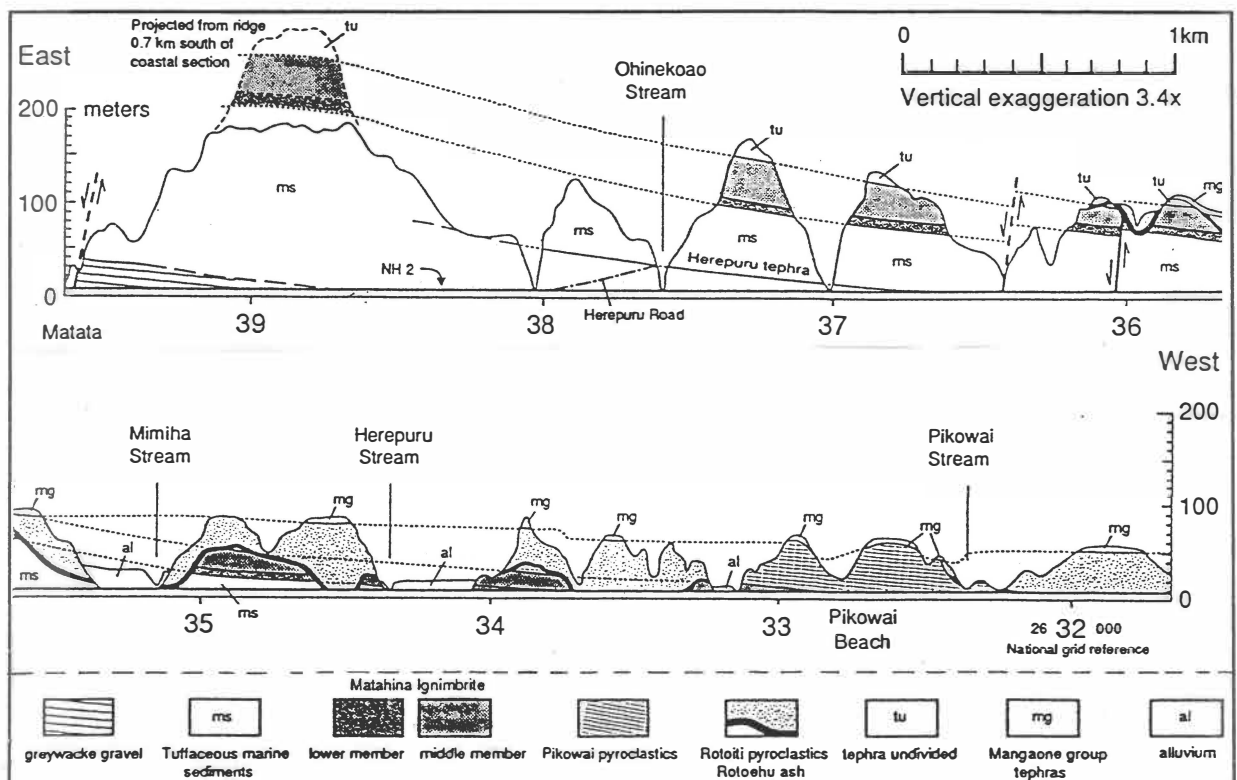 Projected from ridge
0.7 km south of
coastal section
tu
East
200
meters
100
0
Matata
ms
NH 2
39
38
37
36
Ohinekoao
Stream
ms
tu
ms
Herepuru tephra
Herepuru Road
tu
ms
tu
tu
mg
ms
0
1km
Vertical exaggeration 3.4x
West
200
100
0
mg
ms
al
Mimiha
Stream
ms
mg
Herepuru
Stream
al
mg
mg
al
mg
mg
Pikowai
Stream
mg
35
34
33
Pikowai
Beach
26 32 000
National grid reference
Matahina Ignimbrite
ms
tu
mg
al
greywacke gravel
Tuffaceous marine
sediments
lower member
middle member
Pikowai pyroclastics
Rotoiti pyroclastics
Rotoehu ash
tephra undivided
Mangaone group
tephras
alluvium